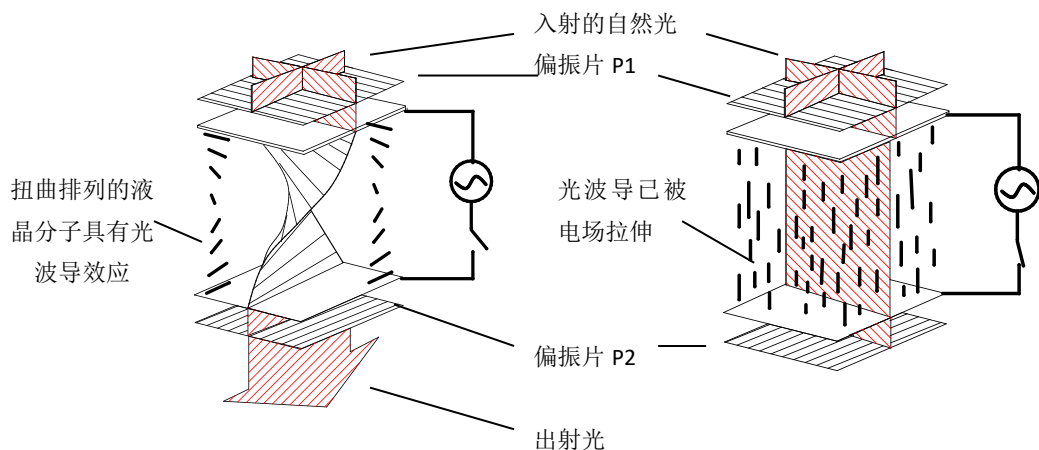 入射的自然光
偏振片 P1
扭曲排列的液
晶分子具有光
波导效应
光波导已被
电场拉伸
偏振片 P2
出射光